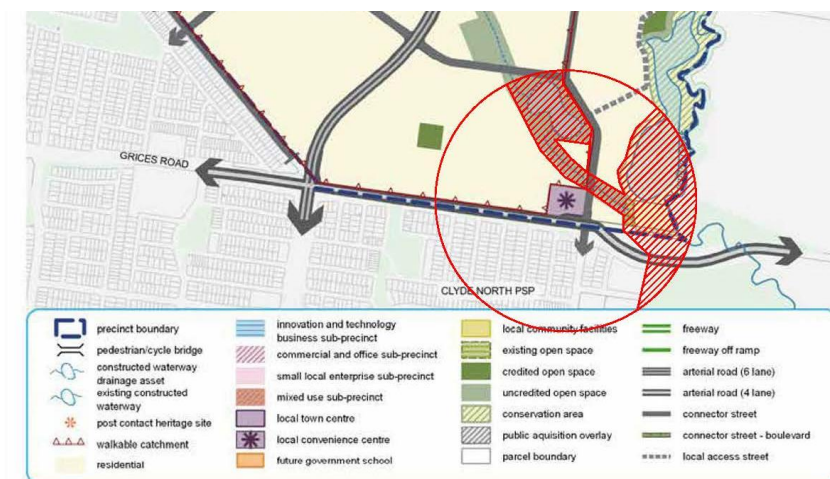 GRICES ROAD
CLYDE NORTH PSP
precinct boundary
pedestrian/cycle bridge
constructed waterway
drainage asset
existing constructed
waterway
post contact heritage site
walkable catchment
residential
innovation and technology
business sub-precinct
commercial and office sub-precinct
small local enterprise sub-precinct
mixed use sub-precinct
local town centre
local convenience centre
future government school
local community facilities
existing open space
credited open space
uncredited open space
conservation area
public aquisition overlay
parcel boundary
freeway
freeway off ramp
arterial road (6 lane)
arterial road (4 lane)
connector street
connector street - boulevard
local access street